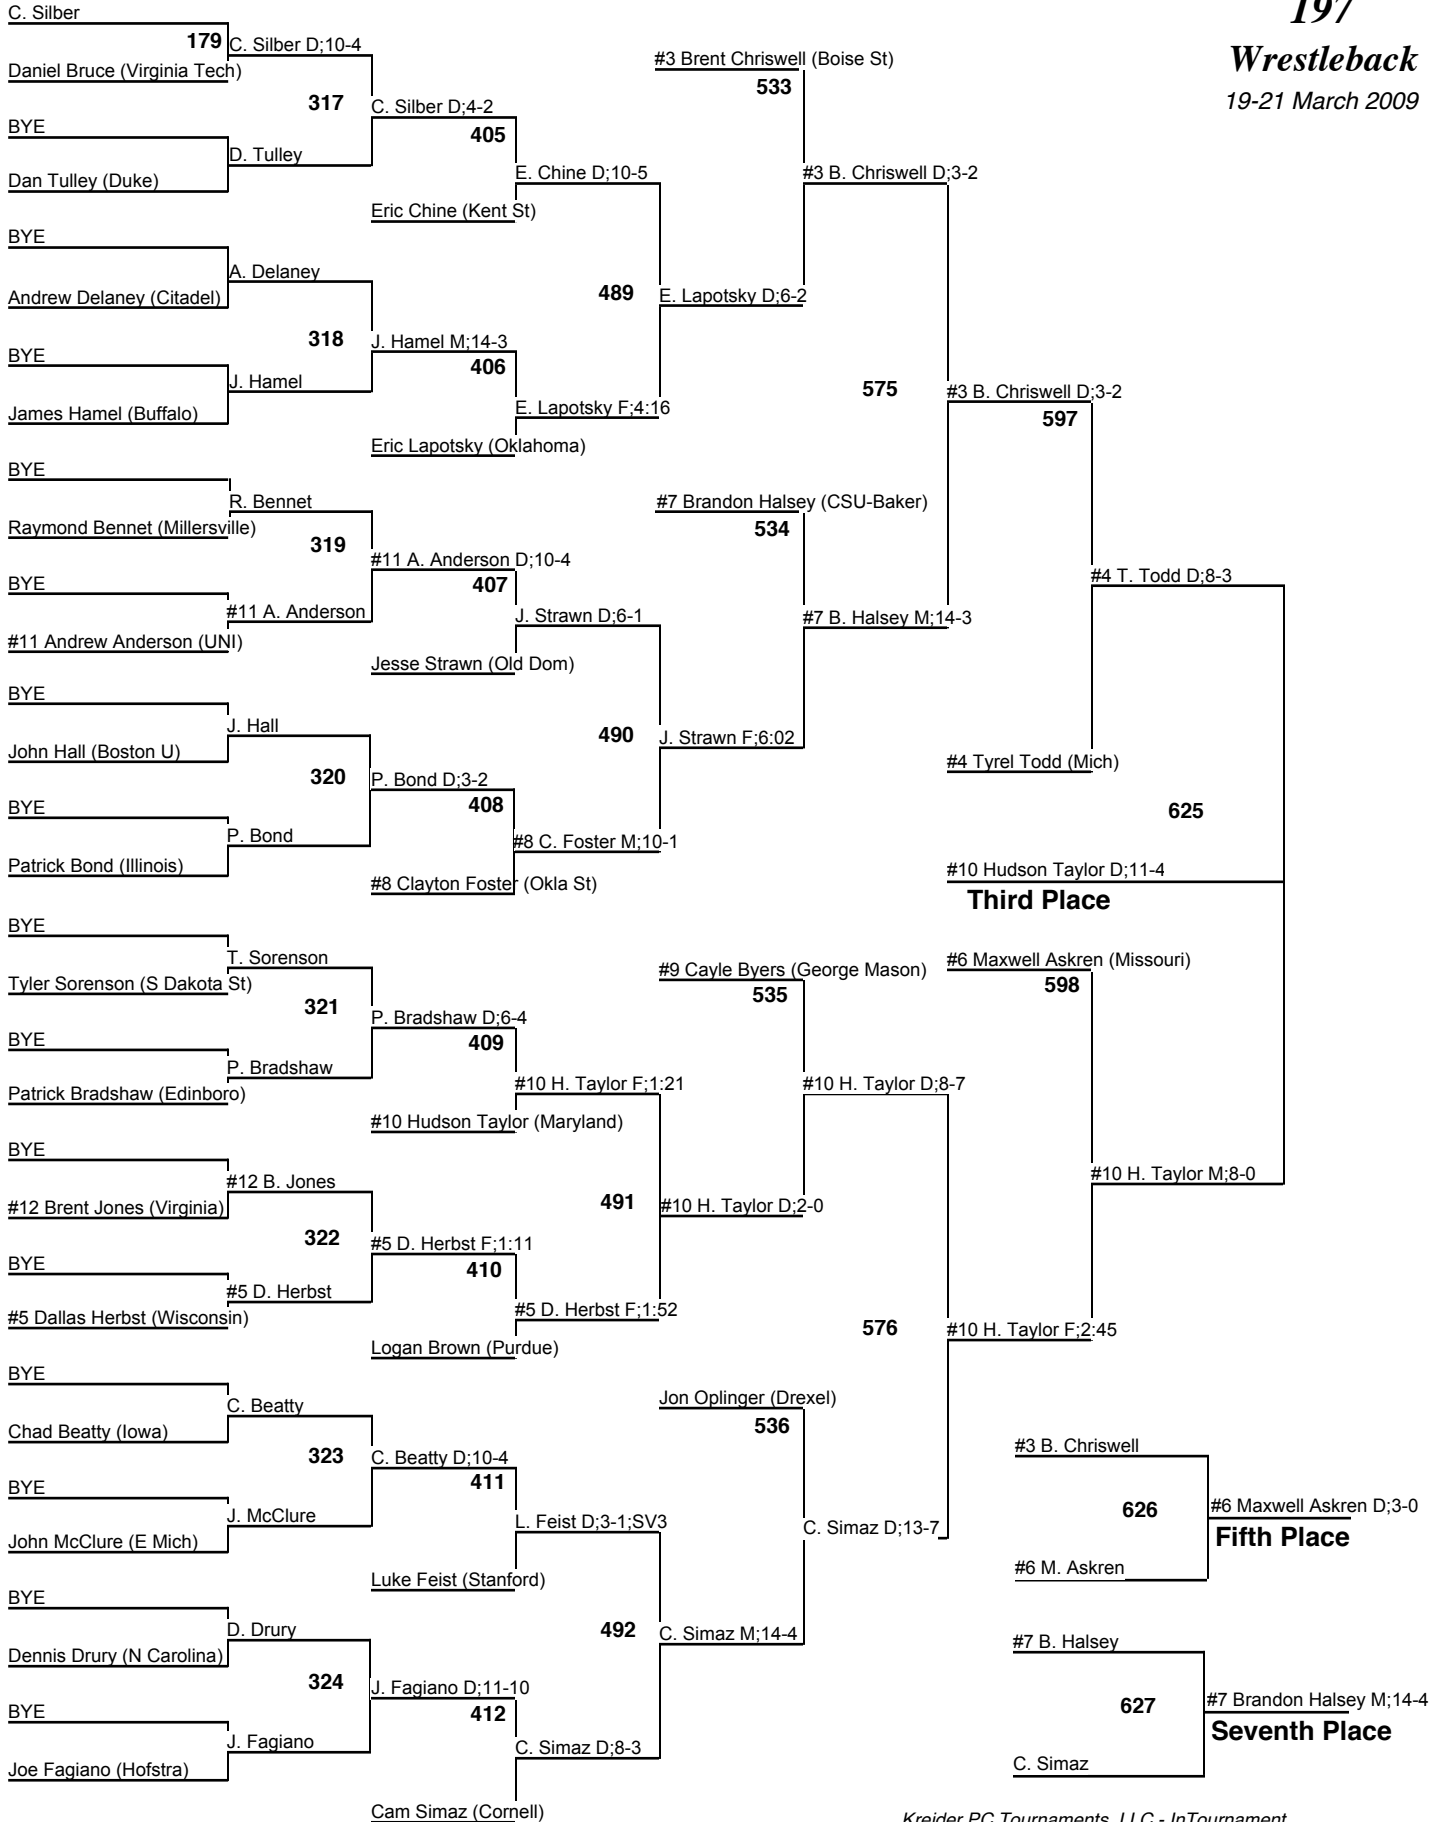 197
Wrestleback
19-21 March 2009
C. Silber
179
C. Silber D;10-4
Daniel Bruce (Virginia Tech)
317
C. Silber D;4-2
405
BYE
D. Tulley
Dan Tulley (Duke)
E. Chine D;10-5
Eric Chine (Kent St)
BYE
A. Delaney
Andrew Delaney (Citadel)
489
E. Lapotsky D;6-2
318
J. Hamel M;14-3
406
BYE
J. Hamel
James Hamel (Buffalo)
E. Lapotsky F;4:16
Eric Lapotsky (Oklahoma)
#3 Brent Chriswell (Boise St)
533
#3 B. Chriswell D;3-2
575
#3 B. Chriswell D;3-2
597
BYE
R. Bennet
Raymond Bennet (Millersville)
319
#11 A. Anderson D;10-4
407
BYE
#11 A. Anderson
#11 Andrew Anderson (UNI)
J. Strawn D;6-1
Jesse Strawn (Old Dom)
#7 Brandon Halsey (CSU-Baker)
534
#7 B. Halsey M;14-3
#4 T. Todd D;8-3
BYE
J. Hall
John Hall (Boston U)
490
J. Strawn F;6:02
320
P. Bond D;3-2
408
BYE
P. Bond
Patrick Bond (Illinois)
#8 C. Foster M;10-1
#8 Clayton Foster (Okla St)
#4 Tyrel Todd (Mich)
625
#10 Hudson Taylor D;11-4
Third Place
BYE
T. Sorenson
Tyler Sorenson (S Dakota St)
321
P. Bradshaw D;6-4
409
BYE
P. Bradshaw
Patrick Bradshaw (Edinboro)
#10 H. Taylor F;1:21
#10 Hudson Taylor (Maryland)
#9 Cayle Byers (George Mason)
535
#10 H. Taylor D;8-7
#6 Maxwell Askren (Missouri)
598
BYE
#12 B. Jones
#12 Brent Jones (Virginia)
491
#10 H. Taylor D;2-0
#10 H. Taylor M;8-0
322
#5 D. Herbst F;1:11
410
BYE
#5 D. Herbst
#5 Dallas Herbst (Wisconsin)
#5 D. Herbst F;1:52
Logan Brown (Purdue)
576
#10 H. Taylor F;2:45
BYE
C. Beatty
Chad Beatty (Iowa)
323
C. Beatty D;10-4
411
BYE
J. McClure
John McClure (E Mich)
L. Feist D;3-1;SV3
Luke Feist (Stanford)
Jon Oplinger (Drexel)
536
C. Simaz D;13-7
#3 B. Chriswell
626
#6 Maxwell Askren D;3-0
Fifth Place
#6 M. Askren
BYE
D. Drury
Dennis Drury (N Carolina)
492
C. Simaz M;14-4
324
J. Fagiano D;11-10
412
BYE
J. Fagiano
Joe Fagiano (Hofstra)
C. Simaz D;8-3
Cam Simaz (Cornell)
#7 B. Halsey
627
#7 Brandon Halsey M;14-4
Seventh Place
C. Simaz
Kreider PC Tournaments, LLC - InTournament